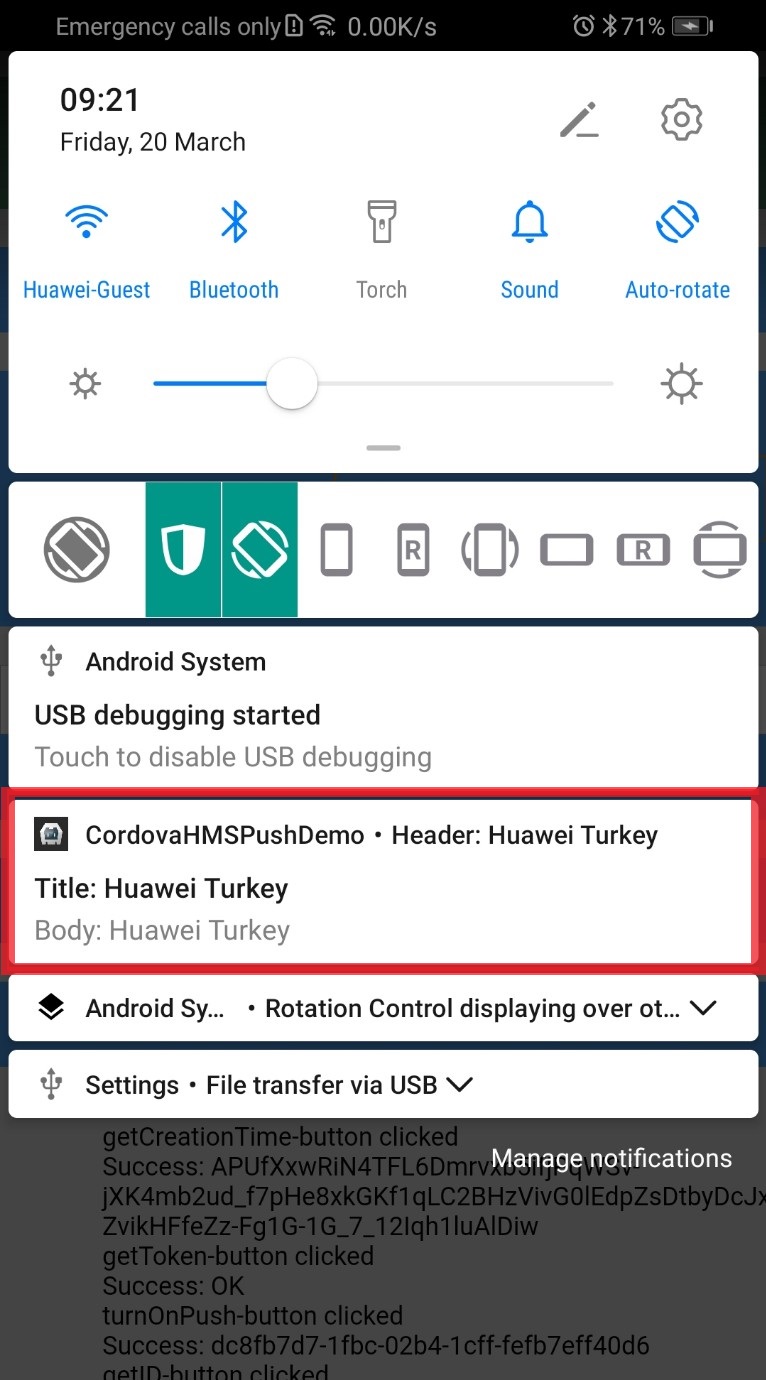 Emergency calls only 0.00K/s 71%
09:21
Friday, 20 March
Huawei-Guest Bluetooth Torch Sound Auto-rotate
R R
Android System
USB debugging started
Touch to disable USB debugging
CordovaHMSPushDemo • Header: Huawei Turkey
Title: Huawei Turkey
Body: Huawei Turkey
Android Sy... • Rotation Control displaying over ot...
Settings • File transfer via USB
getCreationTime-button clicked
Manage notifications
Success:
jXK4mb2ud_f7pHe8xkGKf1qLC2BHzVivG0lEdpZsDtbyDcJx
ZvikHFfeZz-Fg1G-1G_7_12Iqh1luAlDiw
getToken-button clicked
Success: OK
turnOnPush-button clicked
Success: dc8fb7d7-1fbc-02b4-1cff-fefb7eff40d6
getID-button clicked